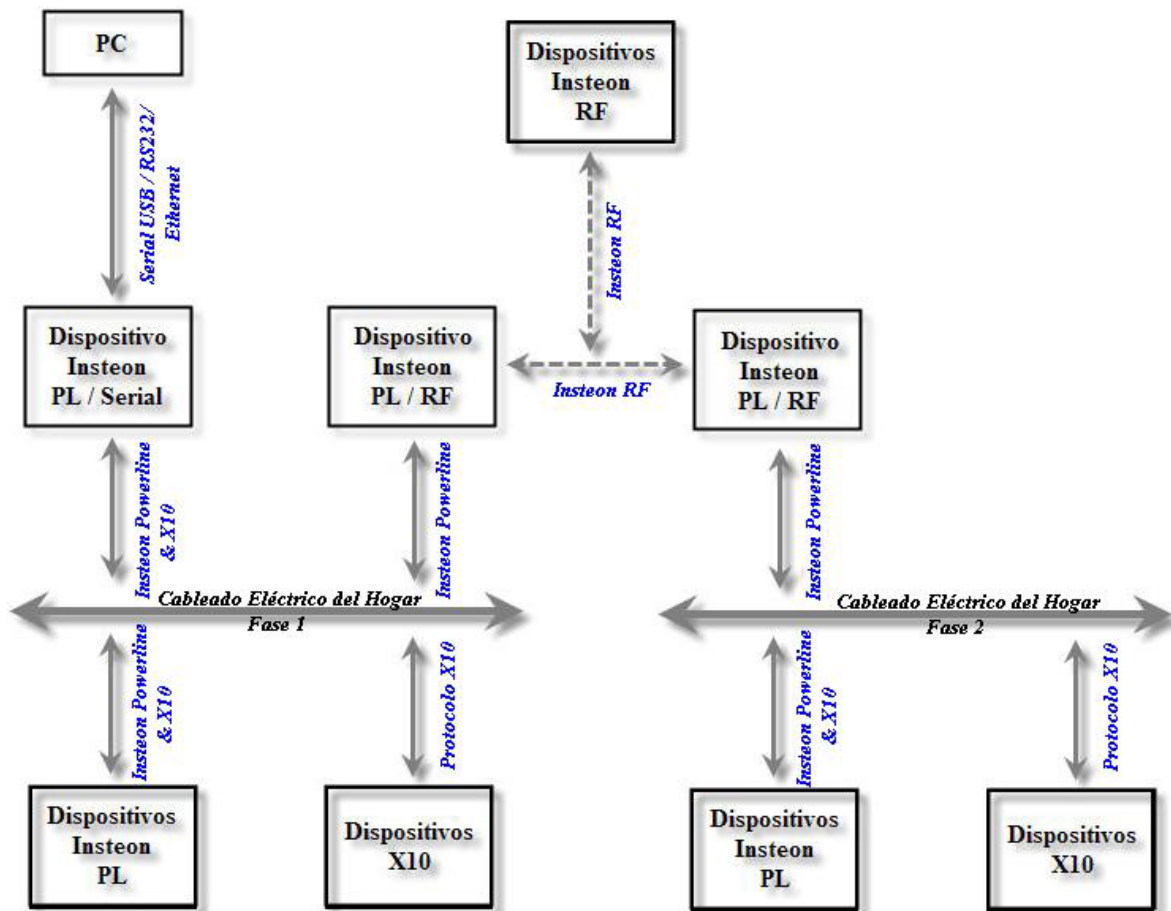 PC
Dispositivos
Insteon
RF
Serial USB / RS232/
Ethernet
Insteon RF
Dispositivo
Insteon
PL / Serial
Dispositivo
Insteon
PL / RF
Insteon RF
Dispositivo
Insteon
PL / RF
Insteon Powerline
& X10
Insteon Powerline
Insteon Powerline
Cableado Eléctrico del Hogar
Fase 1
Cableado Eléctrico del Hogar
Fase 2
Insteon Powerline
& X10
Protocolo X10
Insteon Powerline
& X10
Protocolo X10
Dispositivos
Insteon
PL
Dispositivos
X10
Dispositivos
Insteon
PL
Dispositivos
X10